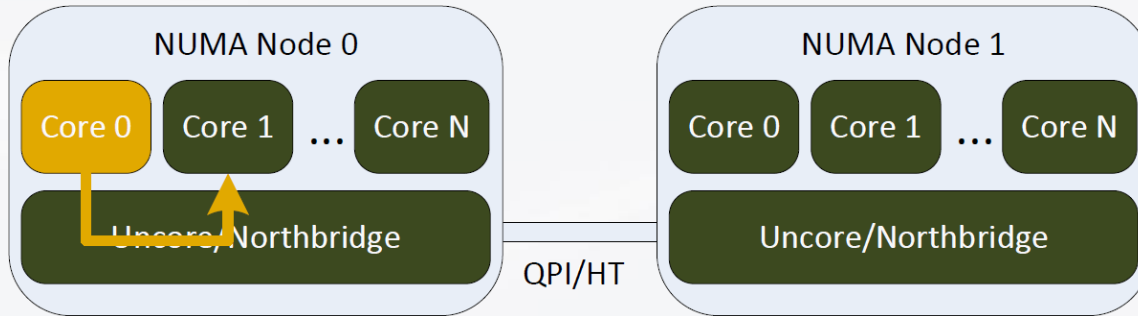 NUMA Node 0
Core 0
Core 1
...
Core N
Uncore/Northbridge
QPI/HT
NUMA Node 1
Core 0
Core 1
...
Core N
Uncore/Northbridge